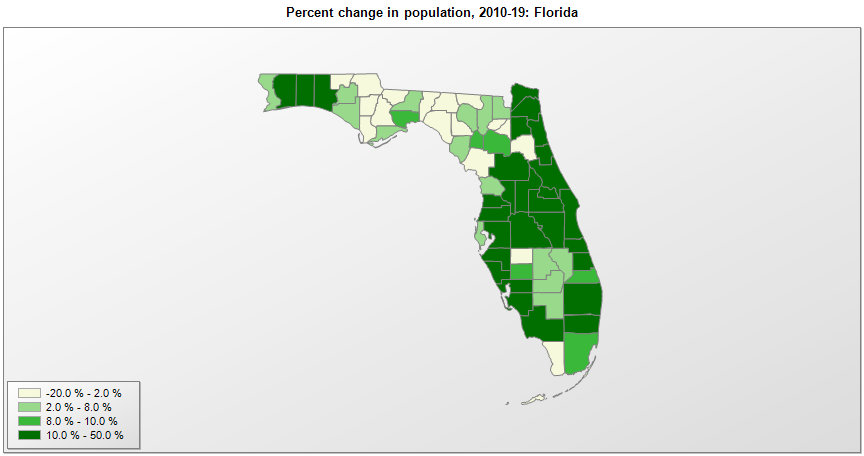 Percent change in population, 2010-19: Florida
-20.0 % - 2.0 %
2.0 % - 8.0 %
8.0 % - 10.0 %
10.0 % - 50.0 %